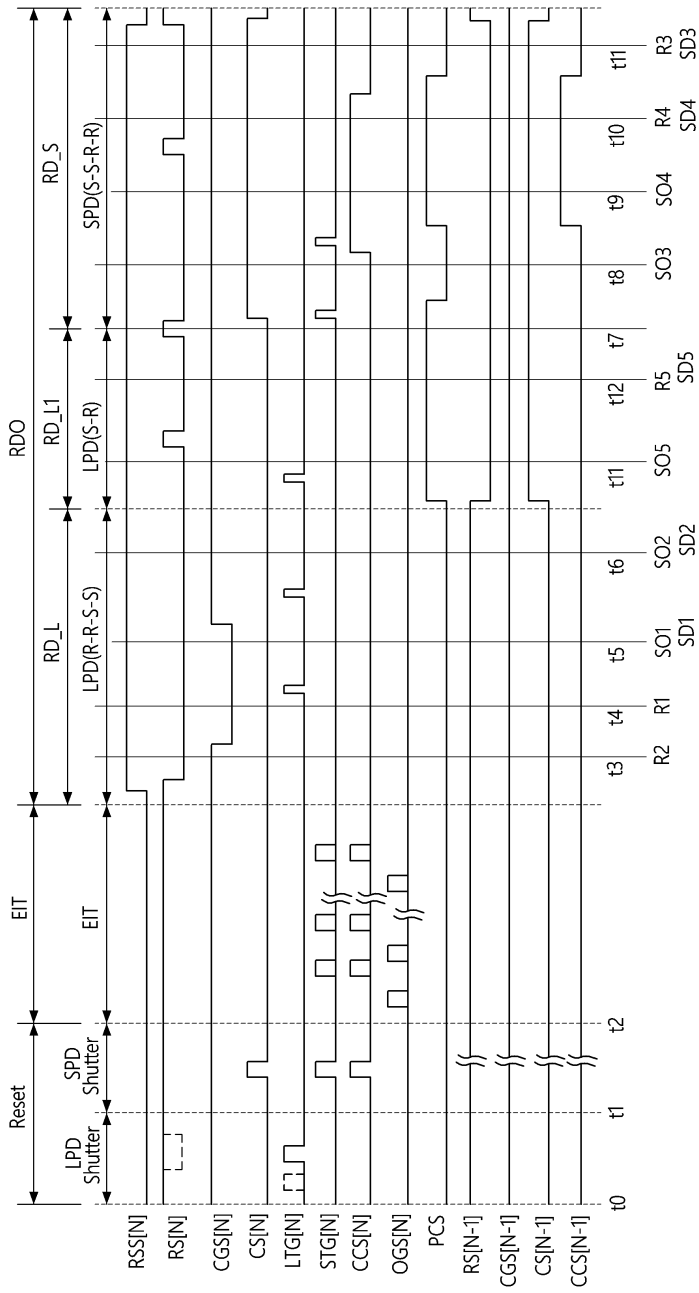 Reset
EIT
RDO
RD_L
RD_L1
RD_S
LPD
Shutter
SPD
Shutter
EIT
LPD(R-R-S-S)
LPD(S-R)
SPD(S-S-R-R)
RSS[N]
RS[N]
CGS[N]
CS[N]
LTG[N]
STG[N]
CCS[N]
OGS[N]
PCS
RS[N-1]
CGS[N-1]
CS[N-1]
CCS[N-1]
t0 t1 t2 t3 t4 t5 t6 t11 t12 t7 t8 t9 t10 t11
R2 R1 SO1 SO2 SO5 R5 SO3 SO4 R4 R3
SD1 SD2 SD5 SD4 SD3